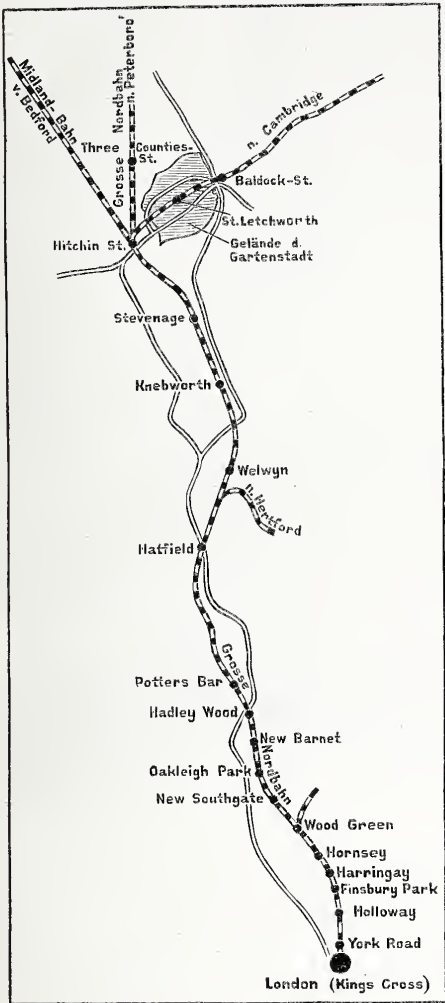 Midland-Bahn
v. Bedford
Grosse Nordbahn
n. Peterboro'
n. Cambridge
Three Counties-
St.
Baldock-St.
St. Letchworth
Gelände d.
Gartenstadt
Hitchin St.
Stevenage
Knebworth
Welwyn
n. Hertford
Hatfield
Grosse Nordbahn
Potters Bar
Hadley Wood
New Barnet
Oakleigh Park
New Southgate
Wood Green
Hornsey
Harringay
Finsbury Park
Holloway
York Road
London (Kings Cross)